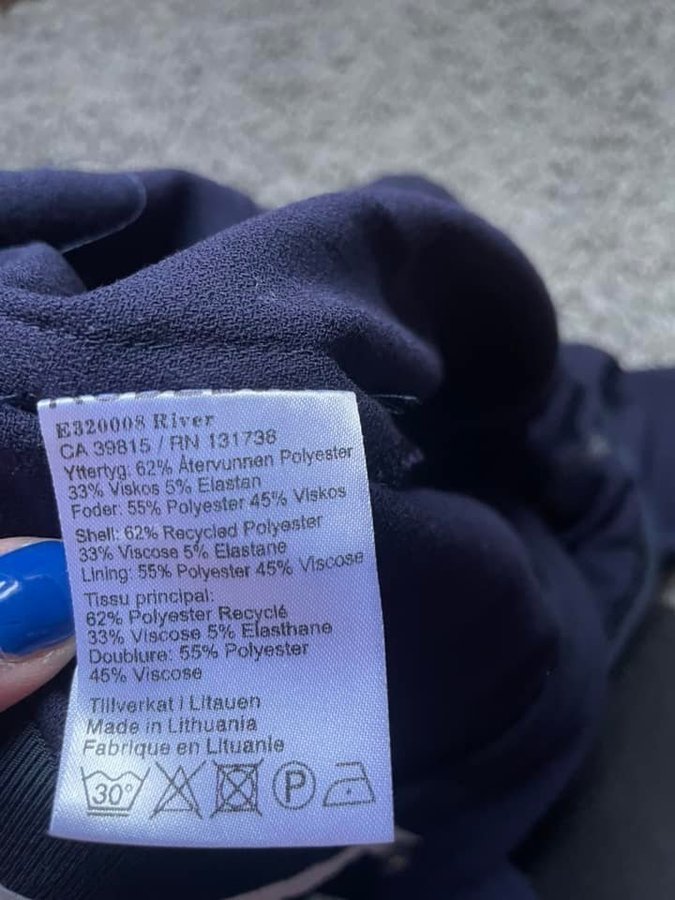 E320008 River
CA 39815 / RN 131738
Yttertyg: 62% Återvunnen Polyester
33% Viskos 5% Elastan
Foder: 55% Polyester 45% Viskos
Shell: 62% Recycled Polyester
33% Viscose 5% Elastane
Lining: 55% Polyester 45% Viscose
Tissu principal:
62% Polyester Recyclé
33% Viscose 5% Elasthane
Doublure: 55% Polyester
45% Viscose
Tillverkat i Litauen
Made in Lithuania
Fabrique en Lituanie
30° P